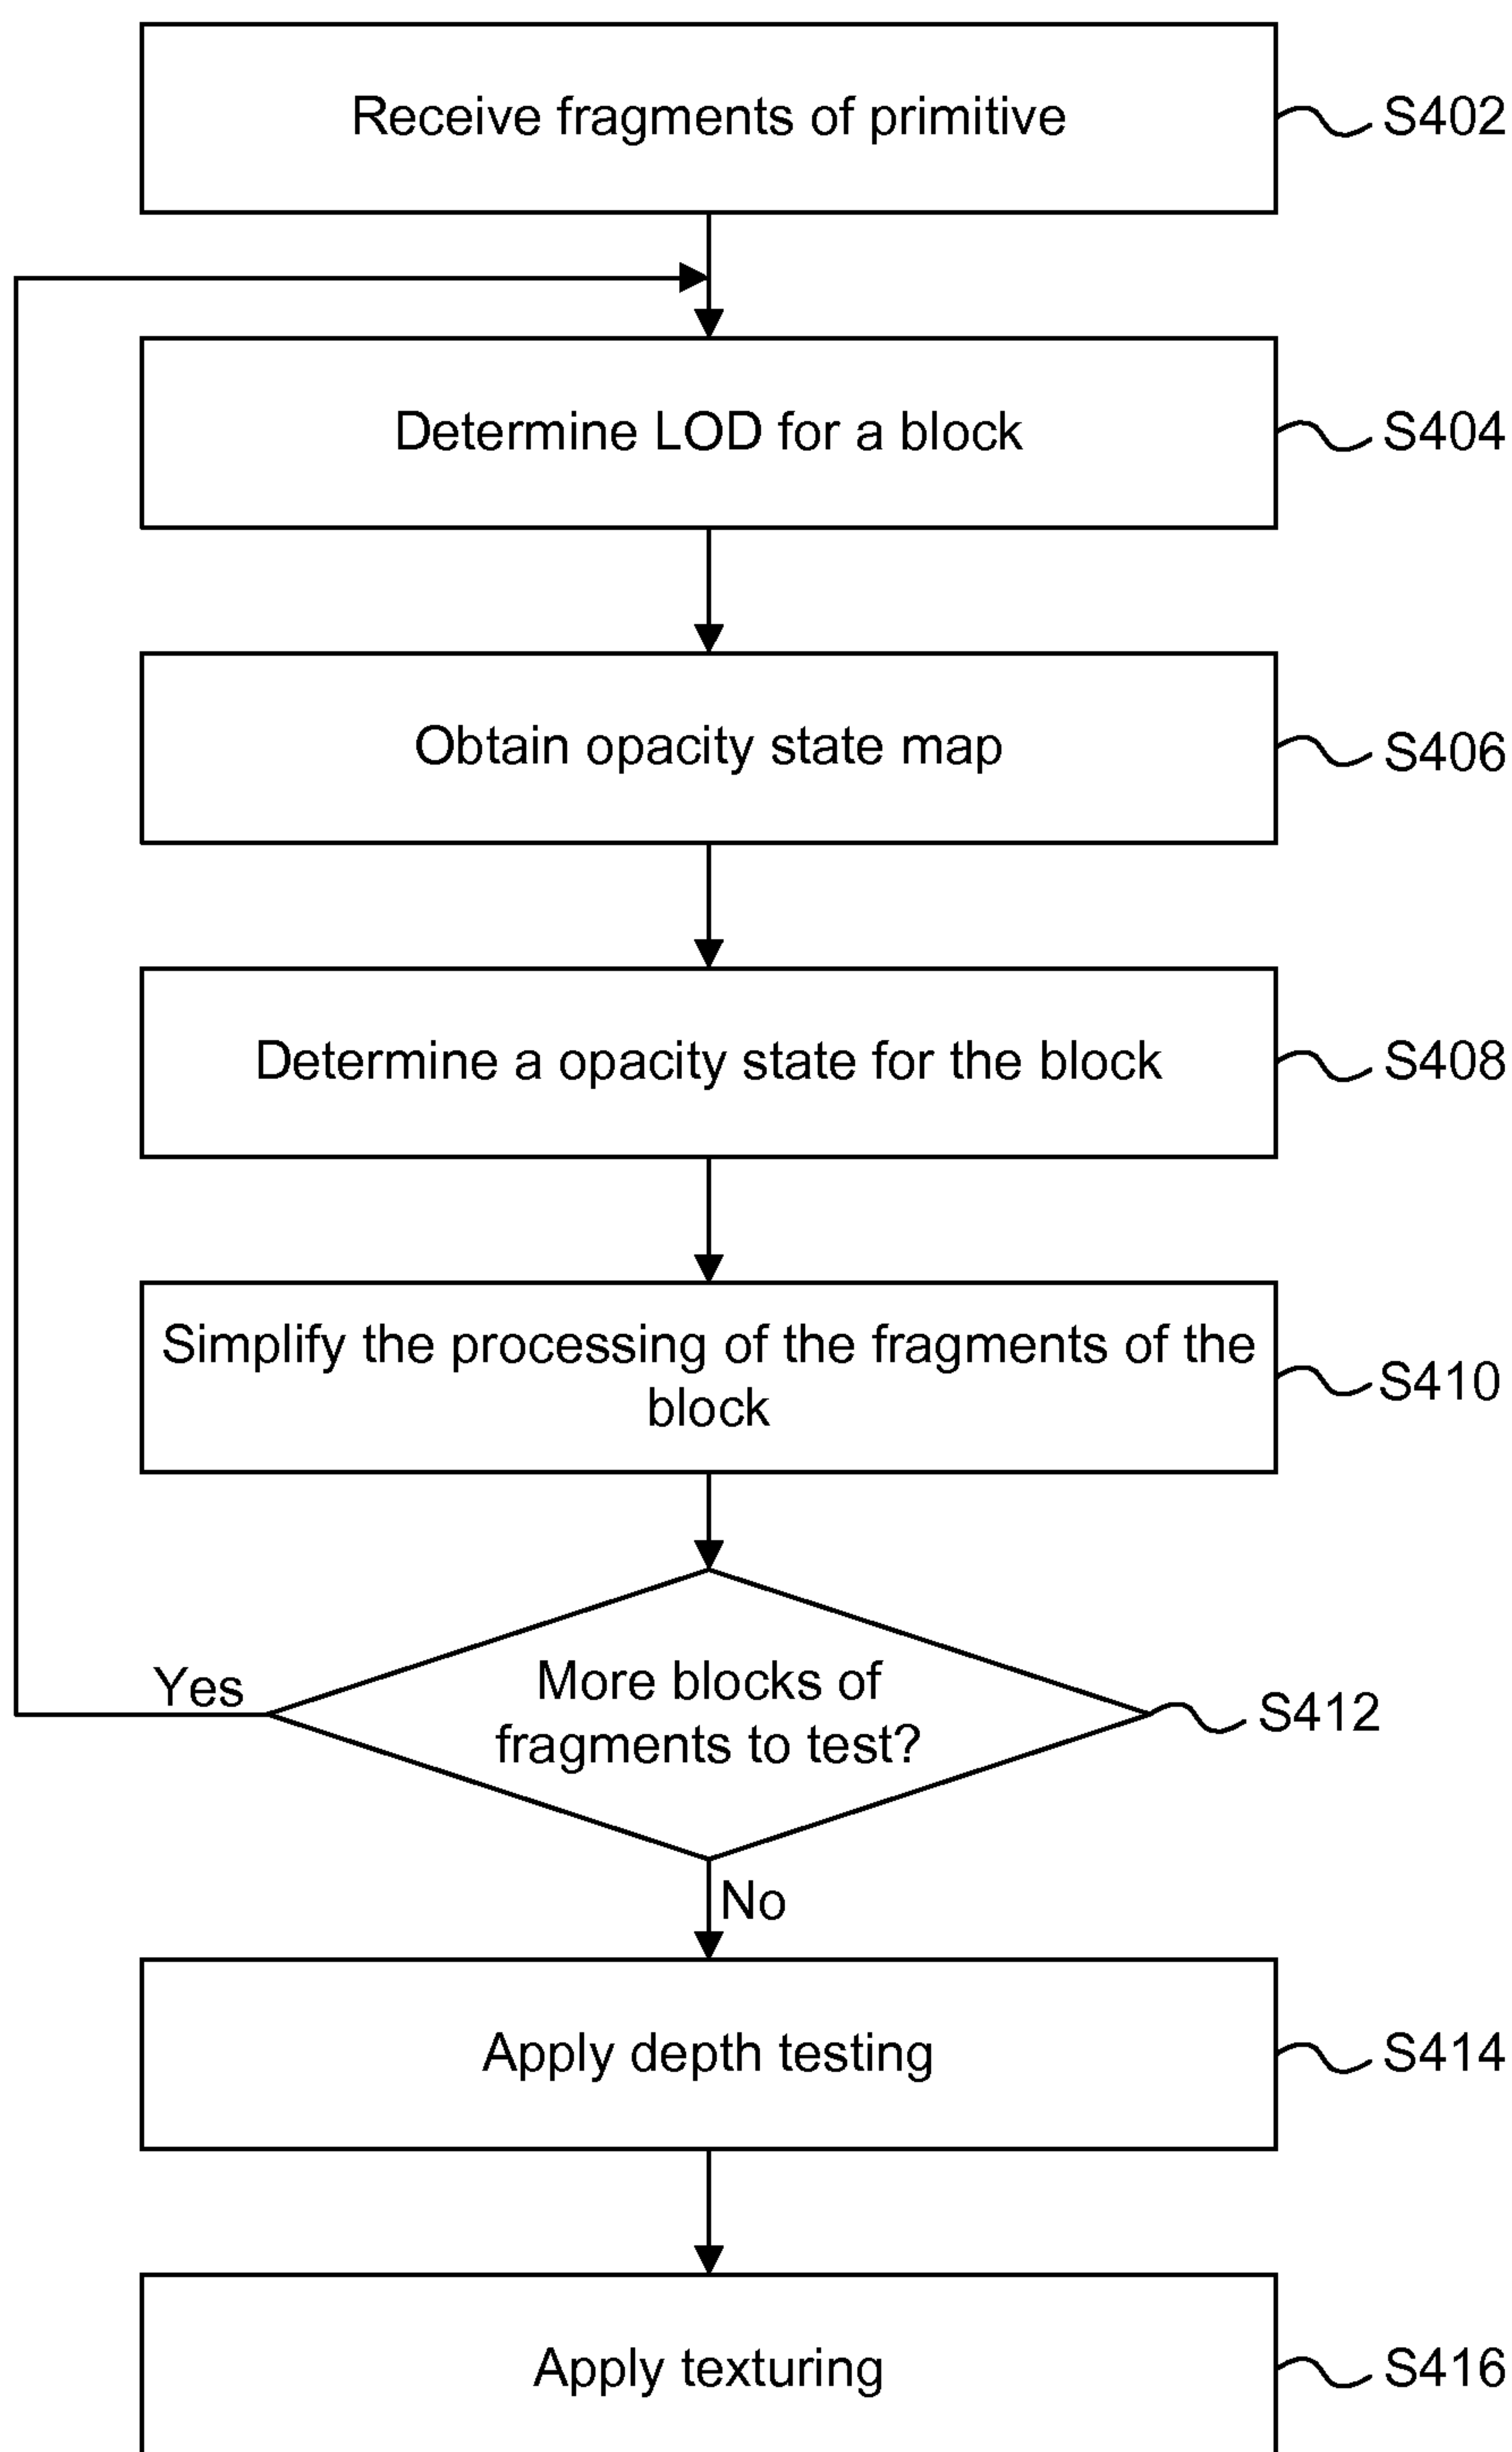 Receive fragments of primitive
S402
Determine LOD for a block
S404
Obtain opacity state map
S406
Determine a opacity state for the block
S408
Simplify the processing of the fragments of the
block
S410
More blocks of
fragments to test?
Yes
S412
No
Apply depth testing
S414
Apply texturing
S416